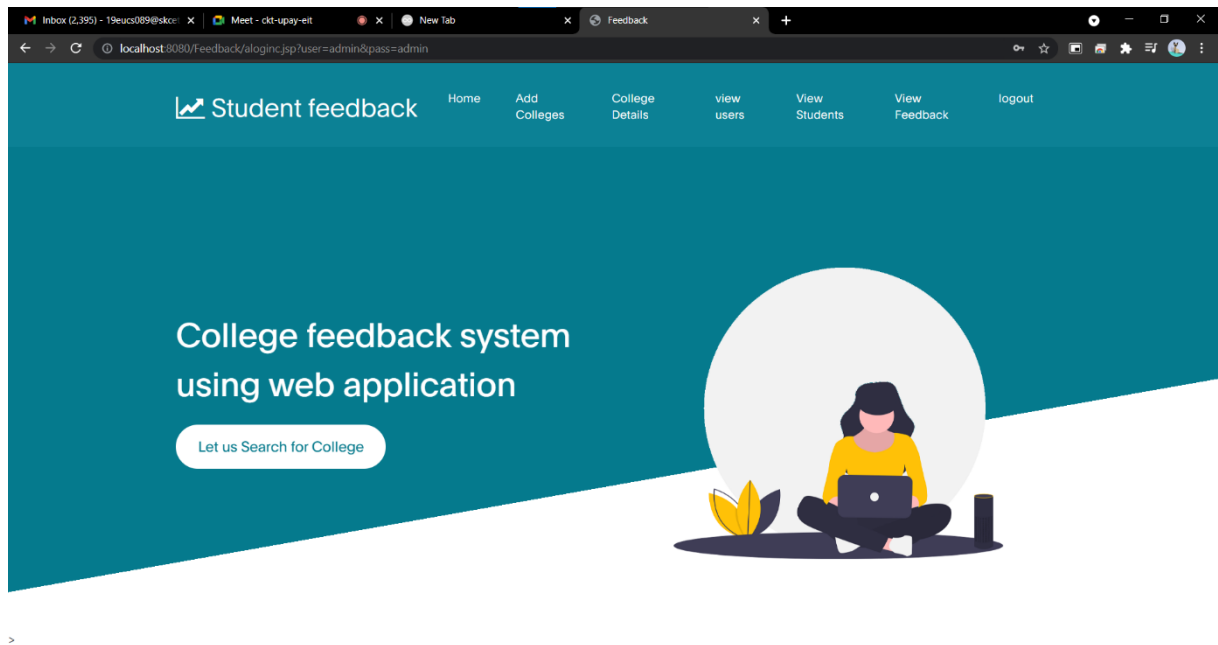 Inbox (2,395) - 19eucs089@skcet
Meet - ckt-upay-eit
New Tab
Feedback
localhost:8080/Feedback/aloginc.jsp?user=admin&pass=admin
Student feedback
Home
Add
Colleges
College
Details
view
users
View
Students
View
Feedback
logout
College feedback system
using web application
Let us Search for College
>